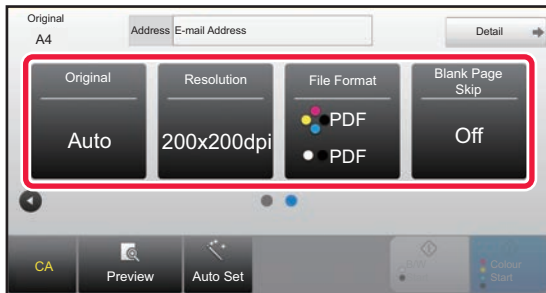 Original
A4
Address E-mail Address
Detail
Original
Auto
Resolution
200x200dpi
File Format
PDF
PDF
Blank Page
Skip
Off
CA
Preview
Auto Set
B/W
Start
Colour
Start